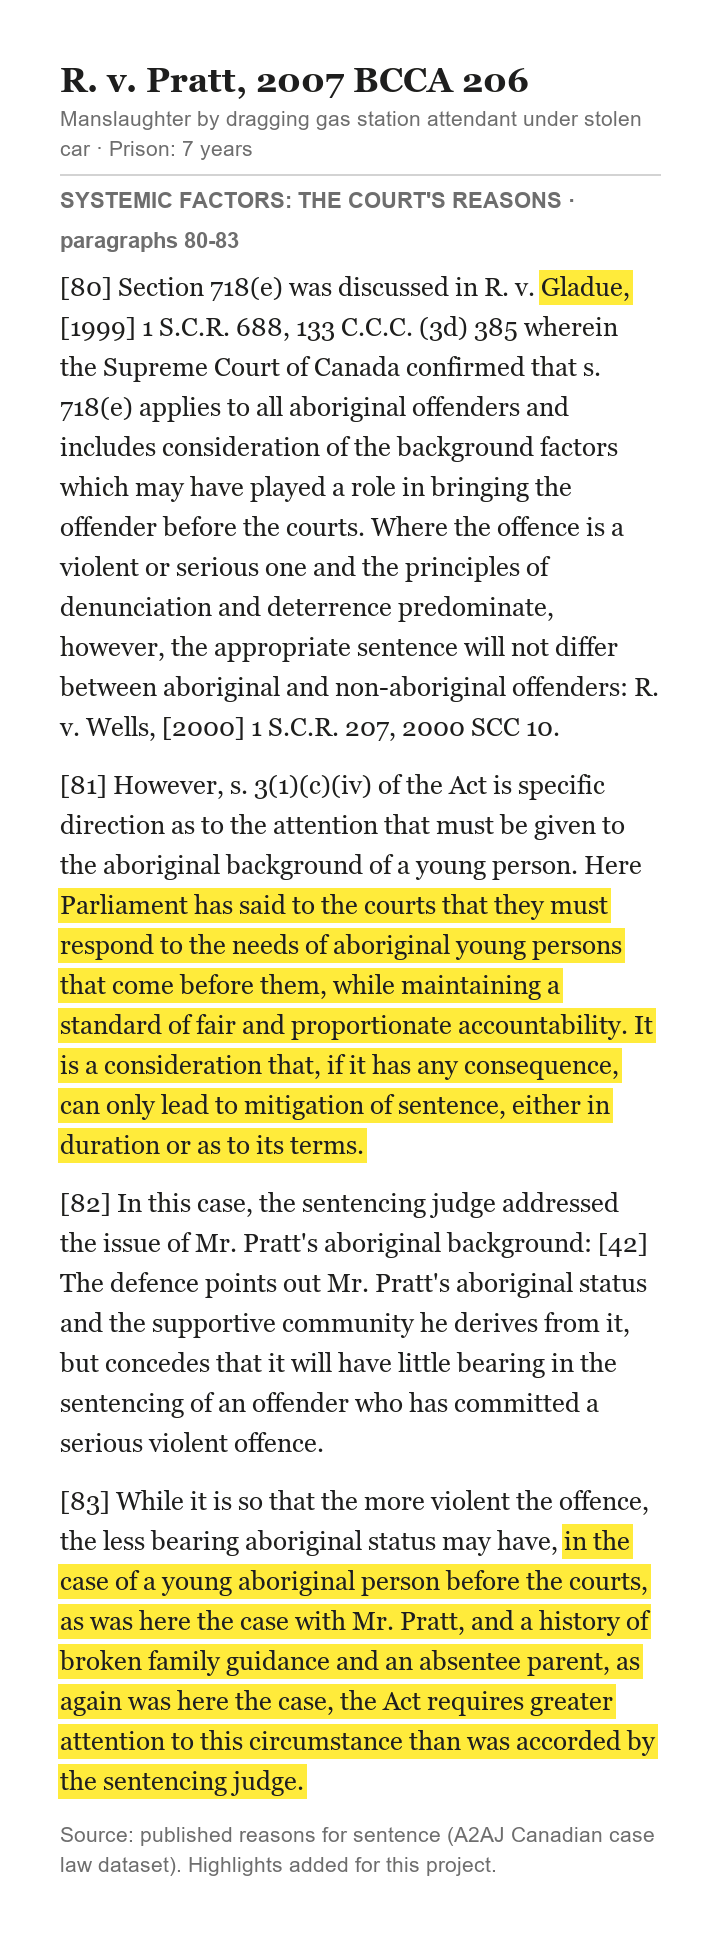 R. v. Pratt, 2007 BCCA 206
Manslaughter by dragging gas station attendant under stolen
car · Prison: 7 years
SYSTEMIC FACTORS: THE COURT'S REASONS ·
paragraphs 80-83
[80] Section 718(e) was discussed in R. v. Gladue,
[1999] 1 S.C.R. 688, 133 C.C.C. (3d) 385 wherein
the Supreme Court of Canada confirmed that s.
718(e) applies to all aboriginal offenders and
includes consideration of the background factors
which may have played a role in bringing the
offender before the courts. Where the offence is a
violent or serious one and the principles of
denunciation and deterrence predominate,
however, the appropriate sentence will not differ
between aboriginal and non-aboriginal offenders: R.
v. Wells, [2000] 1 S.C.R. 207, 2000 SCC 10.
[81] However, s. 3(1)(c)(iv) of the Act is specific
direction as to the attention that must be given to
the aboriginal background of a young person. Here
Parliament has said to the courts that they must
respond to the needs of aboriginal young persons
that come before them, while maintaining a
standard of fair and proportionate accountability. It
is a consideration that, if it has any consequence,
can only lead to mitigation of sentence, either in
duration or as to its terms.
[82] In this case, the sentencing judge addressed
the issue of Mr. Pratt's aboriginal background: [42]
The defence points out Mr. Pratt's aboriginal status
and the supportive community he derives from it,
but concedes that it will have little bearing in the
sentencing of an offender who has committed a
serious violent offence.
[83] While it is so that the more violent the offence,
the less bearing aboriginal status may have, in the
case of a young aboriginal person before the courts,
as was here the case with Mr. Pratt, and a history of
broken family guidance and an absentee parent, as
again was here the case, the Act requires greater
attention to this circumstance than was accorded by
the sentencing judge.
Source: published reasons for sentence (A2AJ Canadian case
law dataset). Highlights added for this project.